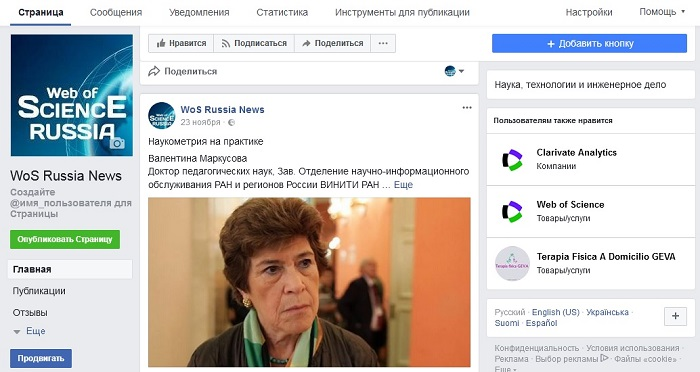 Страница Сообщения Уведомления Статистика Инструменты для публикации Настройки Помощь
Web of
SCIENCE
RUSSIA
WoS Russia News
Создайте
@имя_пользователя для
Страницы
Опубликовать Страницу
Главная
Публикации
Отзывы
Еще
Продвигать
Нравится Подписаться Поделиться ...
Поделиться
WoS Russia News
23 ноября ·
Наукометрия на практике
Валентина Маркусова
Доктор педагогических наук, Зав. Отделение научно-информационного
обслуживания РАН и регионов России ВИНИТИ РАН ... Еще
+ Добавить кнопку
Наука, технологии и инженерное дело
Пользователям также нравится
Clarivate Analytics
Компании
Web of Science
Товары/услуги
Terapia Fisica A Domicilio GEVA
Товары/услуги
Русский · English (US) · Українська ·
Suomi · Español
Конфиденциальность · Условия использования ·
Реклама · Выбор рекламы · Файлы «cookie» ·
Еще